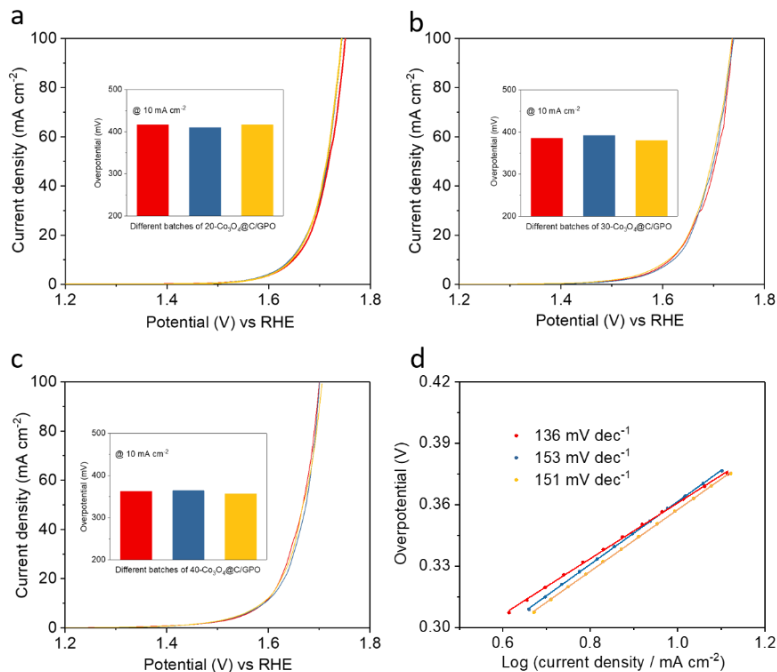 a
100
80
60
40
20
0
Current density (mA cm⁻²)
500
400
300
200
Overpotential (mV)
@ 10 mA cm⁻²
Different batches of 20-Co₃O₄@C/GPO
1.2 1.4 1.6 1.8
Potential (V) vs RHE
b
100
80
60
40
20
0
Current density (mA cm⁻²)
500
400
300
200
Overpotential (mV)
@ 10 mA cm⁻²
Different batches of 30-Co₃O₄@C/GPO
1.2 1.4 1.6 1.8
Potential (V) vs RHE
c
100
80
60
40
20
0
Current density (mA cm⁻²)
500
400
300
200
Overpotential (mV)
@ 10 mA cm⁻²
Different batches of 40-Co₃O₄@C/GPO
1.2 1.4 1.6 1.8
Potential (V) vs RHE
d
0.42
0.39
0.36
0.33
0.30
Overpotential (V)
136 mV dec⁻¹
153 mV dec⁻¹
151 mV dec⁻¹
0.6 0.8 1.0 1.2
Log (current density / mA cm⁻²)